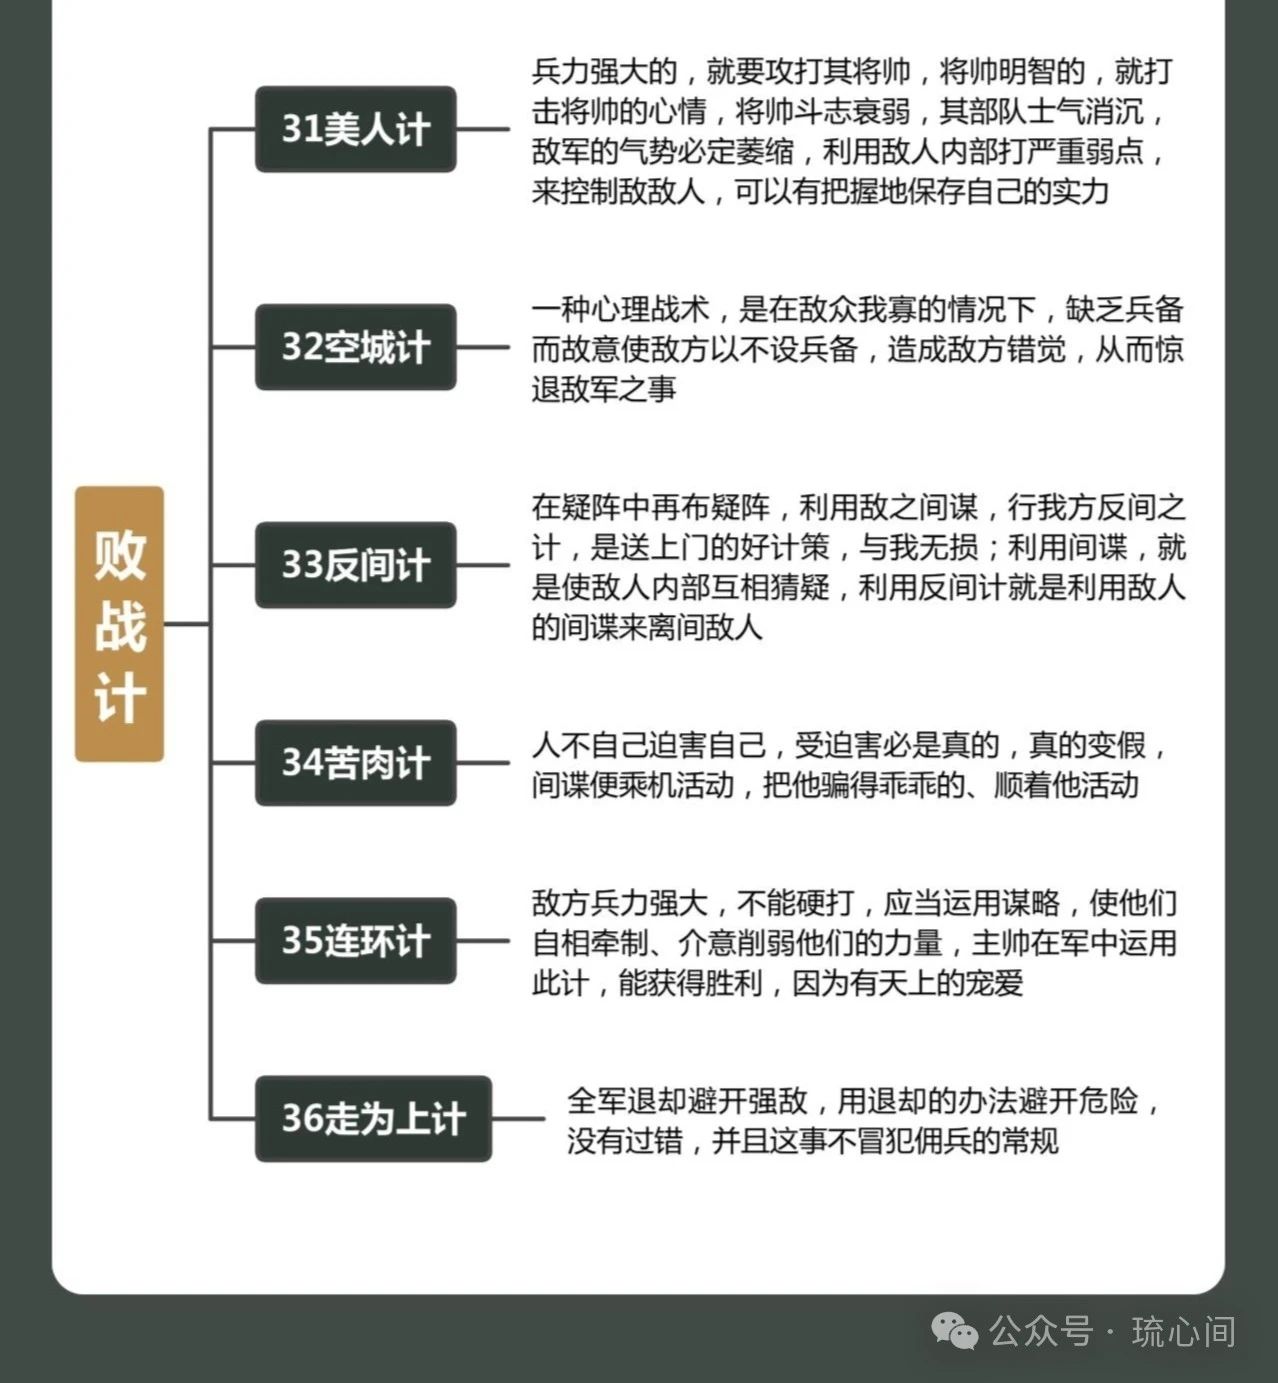 31美人计
兵力强大的，就要攻打其将帅，将帅明智的，就打
击将帅的心情，将帅斗志衰弱，其部队士气消沉，
敌军的气势必定萎缩，利用敌人内部打严重弱点，
来控制敌敌人，可以有把握地保存自己的实力
32空城计
一种心理战术，是在敌众我寡的情况下，缺乏兵备
而故意使敌方以不设兵备，造成敌方错觉，从而惊
退敌军之事
败
战
计
33反间计
在疑阵中再布疑阵，利用敌之间谋，行我方反间之
计，是送上门的好计策，与我无损；利用间谍，就
是使敌人内部互相猜疑，利用反间计就是利用敌人
的间谍来离间敌人
34苦肉计
人不自己迫害自己，受迫害必是真的，真的变假，
间谍便乘机活动，把他骗得乖乖的、顺着他活动
35连环计
敌方兵力强大，不能硬打，应当运用谋略，使他们
自相牵制、介意削弱他们的力量，主帅在军中运用
此计，能获得胜利，因为有天上的宠爱
36走为上计
全军退却避开强敌，用退却的办法避开危险，
没有过错，并且这事不冒犯佣兵的常规
公众号·琉心间